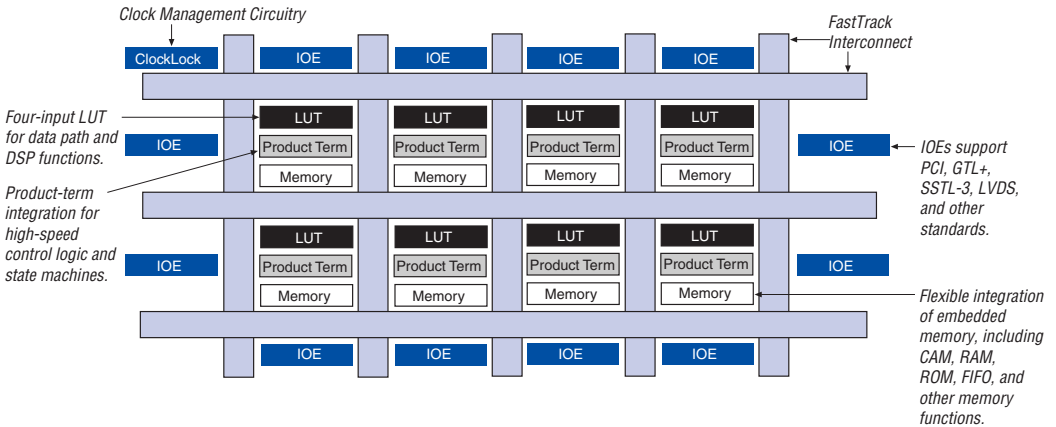 Clock Management Circuitry
FastTrack
Interconnect
ClockLock
IOE
IOE
IOE
IOE
Four-input LUT
for data path and
DSP functions.
LUT
LUT
LUT
LUT
IOE
Product Term
Product Term
Product Term
Product Term
IOE
IOEs support
PCI, GTL+,
SSTL-3, LVDS,
and other
standards.
Memory
Memory
Memory
Memory
Product-term
integration for
high-speed
control logic and
state machines.
LUT
LUT
LUT
LUT
IOE
Product Term
Product Term
Product Term
Product Term
IOE
Memory
Memory
Memory
Memory
Flexible integration
of embedded
memory, including
CAM, RAM,
ROM, FIFO, and
other memory
functions.
IOE
IOE
IOE
IOE